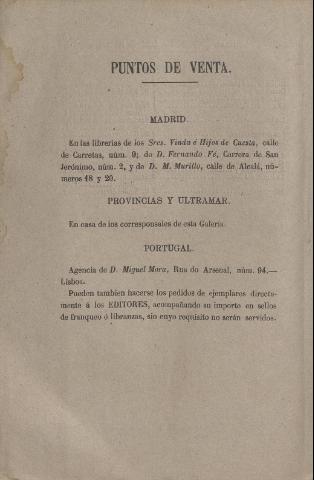 PUNTOS DE VENTA.
MADRID.
En las librerías de los Sres. Viuda é Hijos de Cuesta, calle
de Carretas, núm. 9; de D. Fernando Fé, Carrera de San
Jerónimo, núm. 2, y de D. M. Murillo, calle de Alcalá, nú-
meros 18 y 20.
PROVINCIAS Y ULTRAMAR.
En casa de los corresponsales de esta Galería.
PORTUGAL.
Agencia de D. Miguel Mora, Rua do Arsenal, núm. 94.—
Lisboa.
Pueden tambien hacerse los pedidos de ejemplares directa-
mente á los EDITORES, acompañando su importe en sellos
de franqueo ó libranzas, sin cuyo requisito no serán servidos.